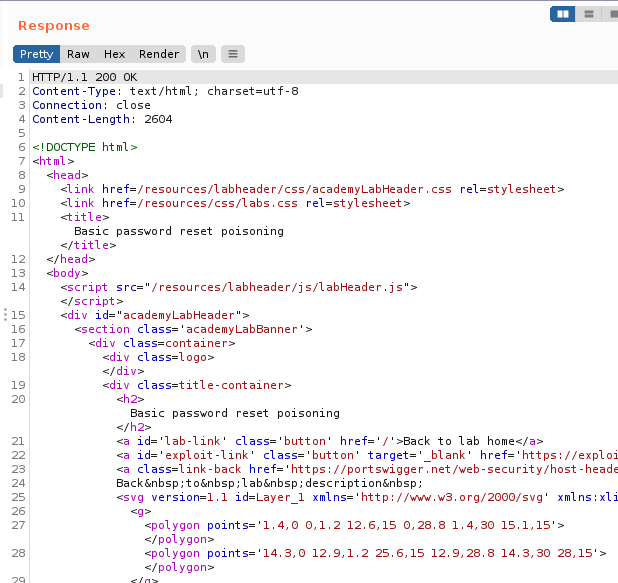 Response
Pretty Raw Hex Render \n
1 HTTP/1.1 200 OK
2 Content-Type: text/html; charset=utf-8
3 Connection: close
4 Content-Length: 2604
5
6 <!DOCTYPE html>
7 <html>
8 <head>
9 <link href=/resources/labheader/css/academyLabHeader.css rel=stylesheet>
10 <link href=/resources/css/labs.css rel=stylesheet>
11 <title>
Basic password reset poisoning
</title>
12 </head>
13 <body>
14 <script src="/resources/labheader/js/labHeader.js">
</script>
15 <div id="academyLabHeader">
16 <section class='academyLabBanner'>
17 <div class=container>
18 <div class=logo>
</div>
19 <div class=title-container>
20 <h2>
Basic password reset poisoning
</h2>
21 <a id='lab-link' class='button' href='/'>Back to lab home</a>
22 <a id='exploit-link' class='button' target='_blank' href='https://exploi
23 <a class=link-back href='https://portswigger.net/web-security/host-heade
24 Back&nbsp;to&nbsp;lab&nbsp;description&nbsp;
25 <svg version=1.1 id=Layer_1 xmlns='http://www.w3.org/2000/svg' xmlns:xli
26 <g>
27 <polygon points='1.4,0 0,1.2 12.6,15 0,28.8 1.4,30 15.1,15'>
</polygon>
28 <polygon points='14.3,0 12.9,1.2 25.6,15 12.9,28.8 14.3,30 28,15'>
</polygon>
29 </g>